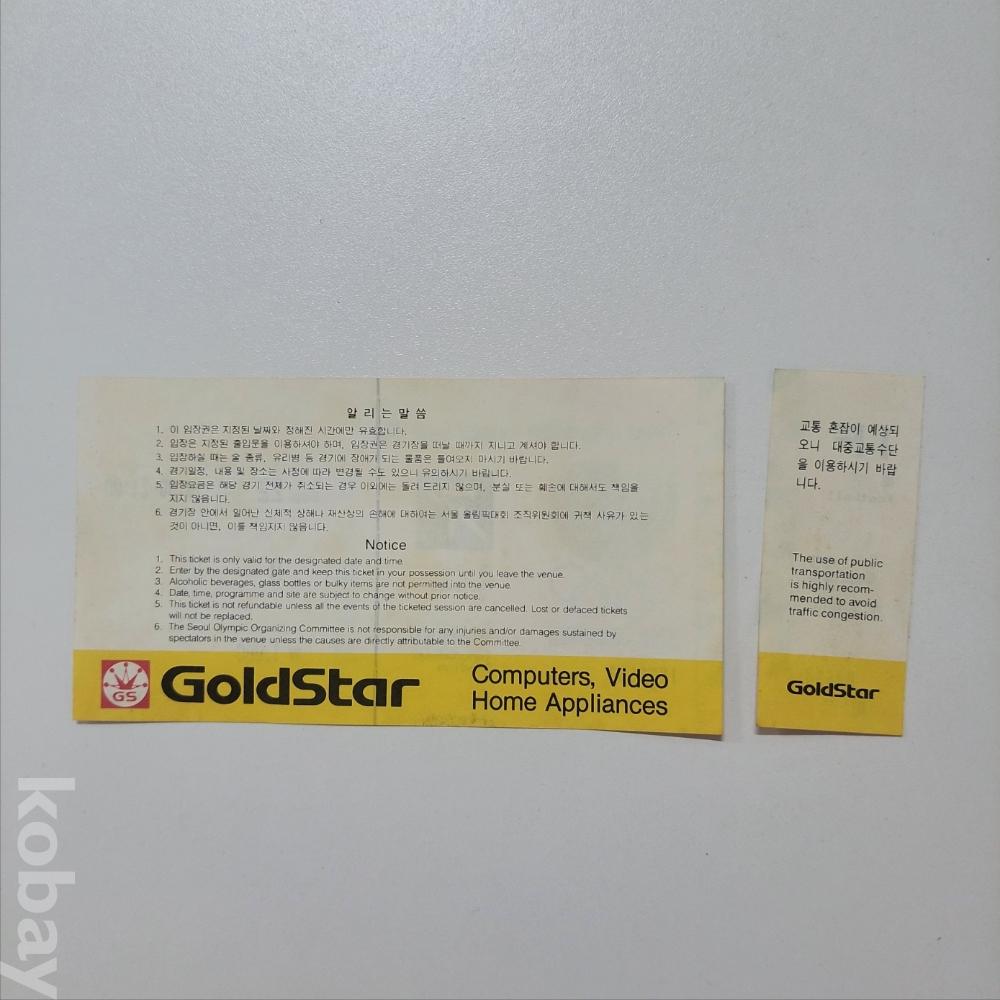 알리는말씀
1. 이 입장권은 지정된 날짜와 정해진 시간에만 유효합니다.
2. 입장은 지정된 출입문을 이용하셔야 하며, 입장권은 경기장을 떠날 때까지 지니고 계셔야 합니다.
3. 입장하실 때는 술 종류, 유리병 등 경기에 장애가 되는 물품은 들여오지 마시기 바랍니다.
4. 경기일정, 내용 및 장소는 사정에 따라 변경될 수도 있으니 유의하시기 바랍니다.
5. 입장요금은 해당 경기 전체가 취소되는 경우 이외에는 돌려 드리지 않으며, 분실 또는 훼손에 대해서도 책임을
지지 않읍니다.
6. 경기장 안에서 일어난 신체적 상해나 재산상의 손해에 대하여는 서울 올림픽대회 조직위원회에 귀책 사유가 있는
것이 아니면, 이를 책임지지 않읍니다.
Notice
1. This ticket is only valid for the designated date and time.
2. Enter by the designated gate and keep this ticket in your possession until you leave the venue.
3. Alcoholic beverages, glass bottles or bulky items are not permitted into the venue.
4. Date, time, programme and site are subject to change without prior notice.
5. This ticket is not refundable unless all the events of the ticketed session are cancelled. Lost or defaced tickets
will not be replaced.
6. The Seoul Olympic Organizing Committee is not responsible for any injuries and/or damages sustained by
spectators in the venue unless the causes are directly attributable to the Committee.
GS
GoldStar
Computers, Video
Home Appliances
교통 혼잡이 예상되
오니 대중교통수단
을 이용하시기 바랍
니다.
The use of public
transportation
is highly recom-
mended to avoid
traffic congestion.
GoldStar
kobay